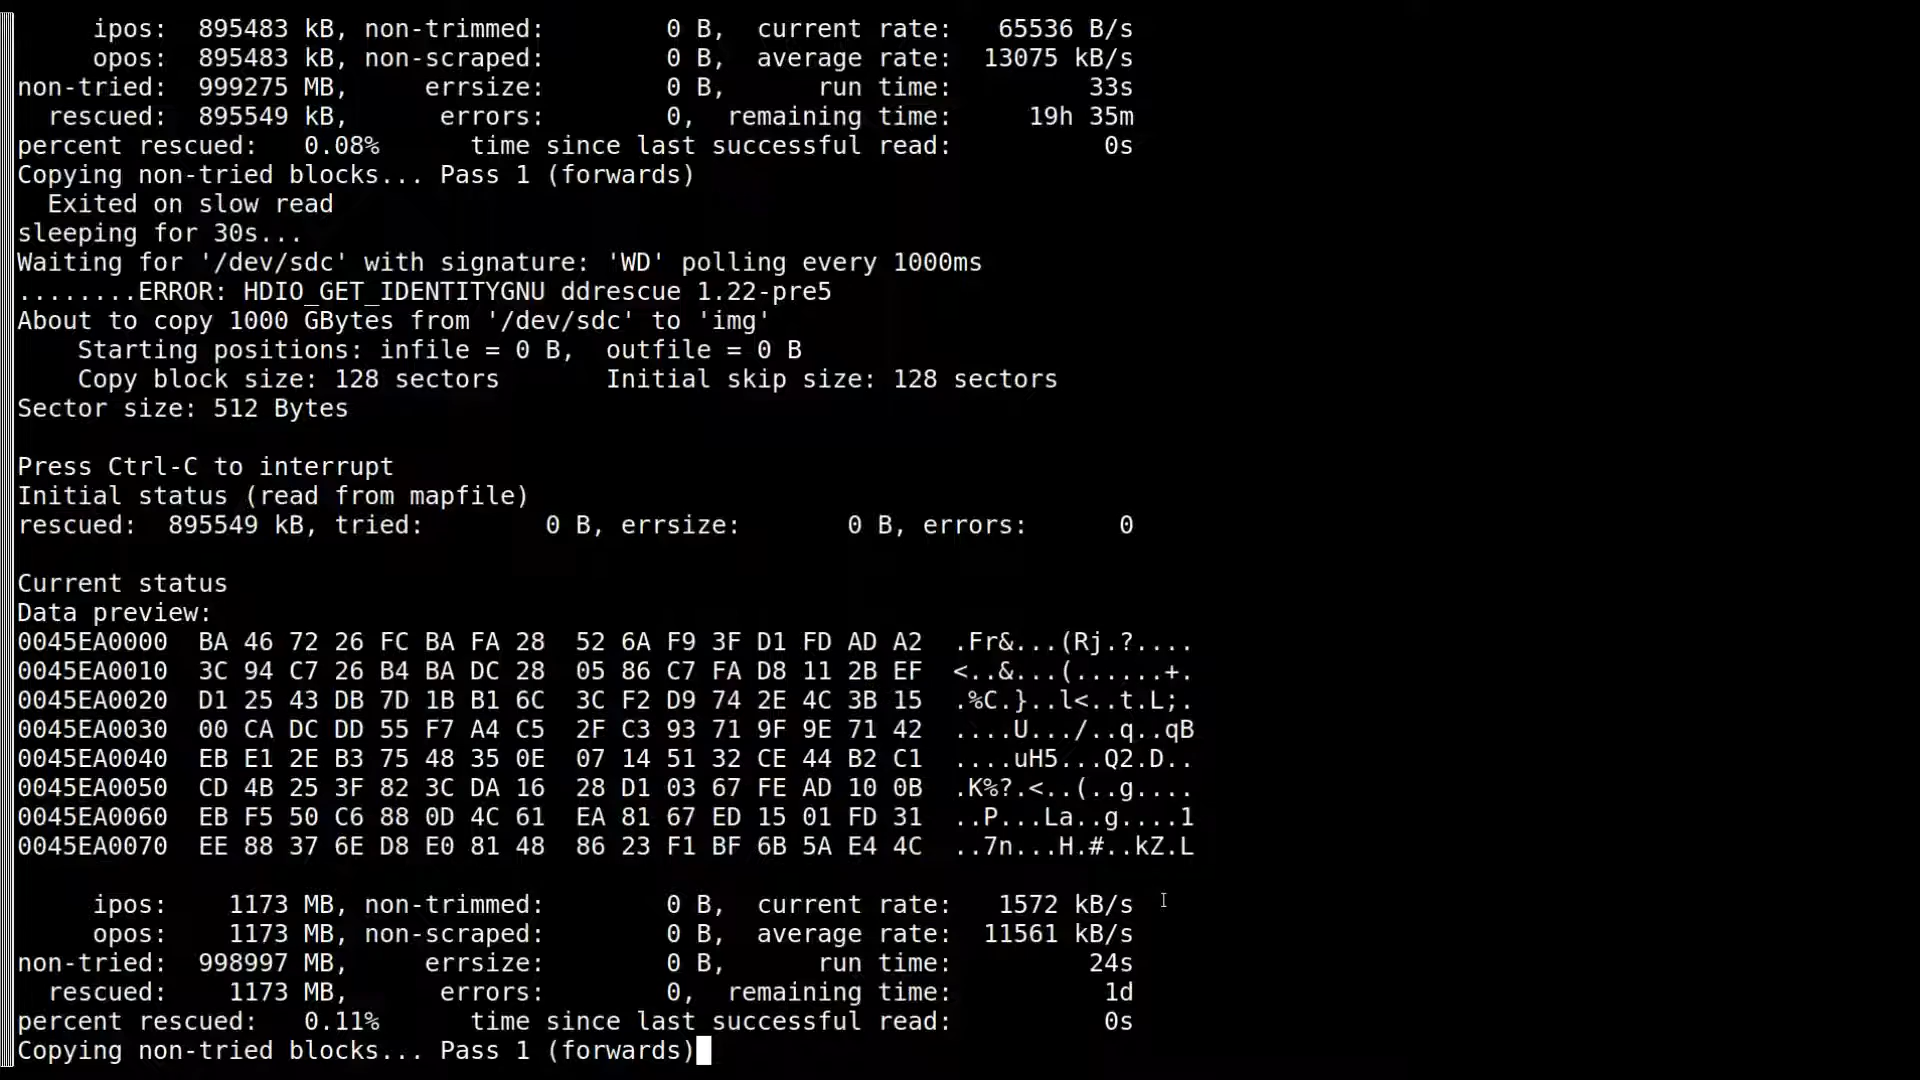 ipos:  895483 kB, non-trimmed:        0 B,  current rate:   65536 B/s
opos:  895483 kB, non-scraped:        0 B,  average rate:  13075 kB/s
non-tried:  999275 MB,     errsize:        0 B,      run time:         33s
rescued:  895549 kB,      errors:        0,  remaining time:     19h 35m
percent rescued:   0.08%      time since last successful read:          0s
Copying non-tried blocks... Pass 1 (forwards)
  Exited on slow read
sleeping for 30s...
Waiting for '/dev/sdc' with signature: 'WD' polling every 1000ms
........ERROR: HDIO_GET_IDENTITYGNU ddrescue 1.22-pre5
About to copy 1000 GBytes from '/dev/sdc' to 'img'
    Starting positions: infile = 0 B,  outfile = 0 B
    Copy block size: 128 sectors       Initial skip size: 128 sectors
Sector size: 512 Bytes
Press Ctrl-C to interrupt
Initial status (read from mapfile)
rescued:  895549 kB, tried:        0 B, errsize:       0 B, errors:      0
Current status
Data preview:
0045EA0000  BA 46 72 26 FC BA FA 28  52 6A F9 3F D1 FD AD A2  .Fr&...(Rj.?....
0045EA0010  3C 94 C7 26 B4 BA DC 28  05 86 C7 FA D8 11 2B EF  <..&...(......+.
0045EA0020  D1 25 43 DB 7D 1B B1 6C  3C F2 D9 74 2E 4C 3B 15  .%C.}..l<..t.L;.
0045EA0030  00 CA DC DD 55 F7 A4 C5  2F C3 93 71 9F 9E 71 42  ....U.../..q..qB
0045EA0040  EB E1 2E B3 75 48 35 0E  07 14 51 32 CE 44 B2 C1  ....uH5...Q2.D..
0045EA0050  CD 4B 25 3F 82 3C DA 16  28 D1 03 67 FE AD 10 0B  .K%?.<..(..g....
0045EA0060  EB F5 50 C6 88 0D 4C 61  EA 81 67 ED 15 01 FD 31  ..P...La..g....1
0045EA0070  EE 88 37 6E D8 E0 81 48  86 23 F1 BF 6B 5A E4 4C  ..7n...H.#..kZ.L
ipos:    1173 MB, non-trimmed:        0 B,  current rate:   1572 kB/s
opos:    1173 MB, non-scraped:        0 B,  average rate:  11561 kB/s
non-tried:  998997 MB,     errsize:        0 B,      run time:         24s
rescued:    1173 MB,      errors:        0,  remaining time:          1d
percent rescued:   0.11%      time since last successful read:          0s
Copying non-tried blocks... Pass 1 (forwards)